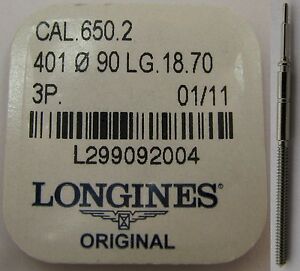 CAL.650.2
401 Ø 90 LG.18.70
3P. 01/11
L299092004
LONGINES
ORIGINAL